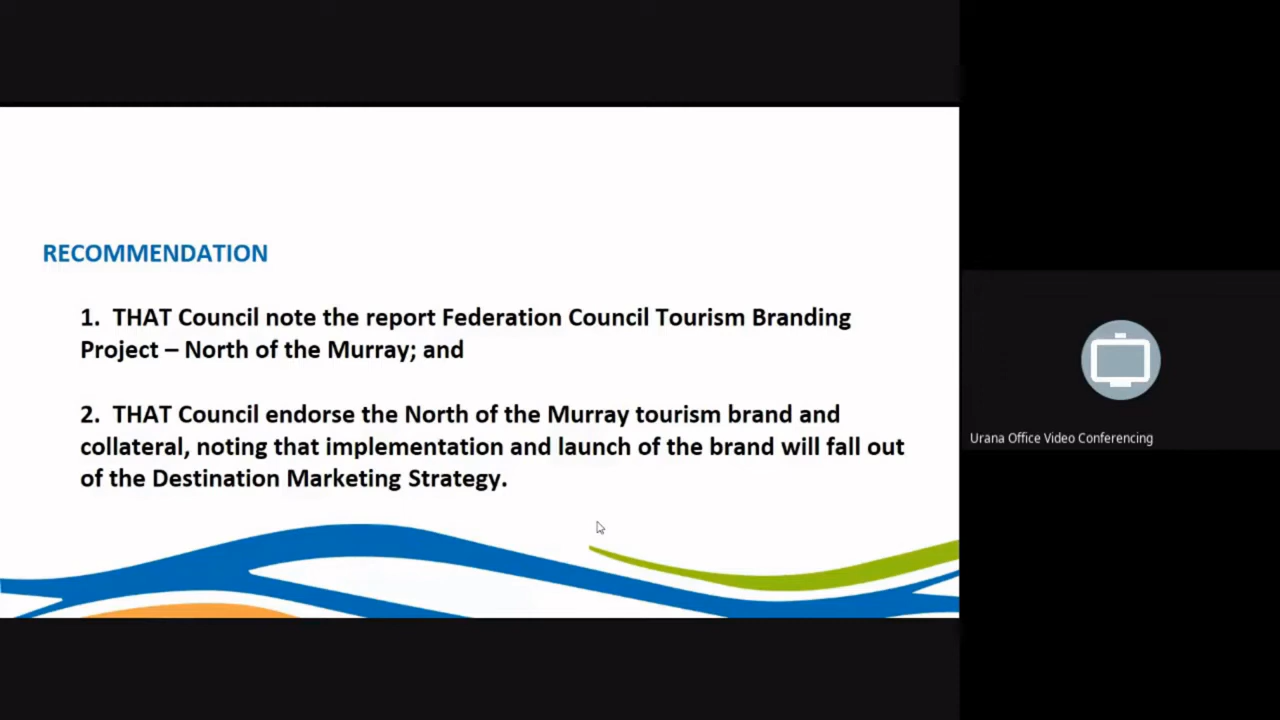 RECOMMENDATION
1. THAT Council note the report Federation Council Tourism Branding
Project – North of the Murray; and
2. THAT Council endorse the North of the Murray tourism brand and
collateral, noting that implementation and launch of the brand will fall out
of the Destination Marketing Strategy.
Urana Office Video Conferencing